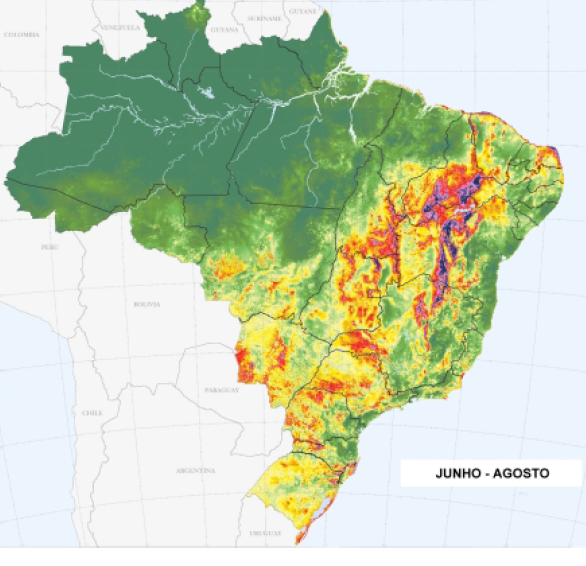 GUYANE
SURINAME
VENEZUELA
GUYANA
COLOMBIA
PERU
BOLIVIA
PARAGUAY
CHILE
JUNHO - AGOSTO
ARGENTINA
URUGUAY